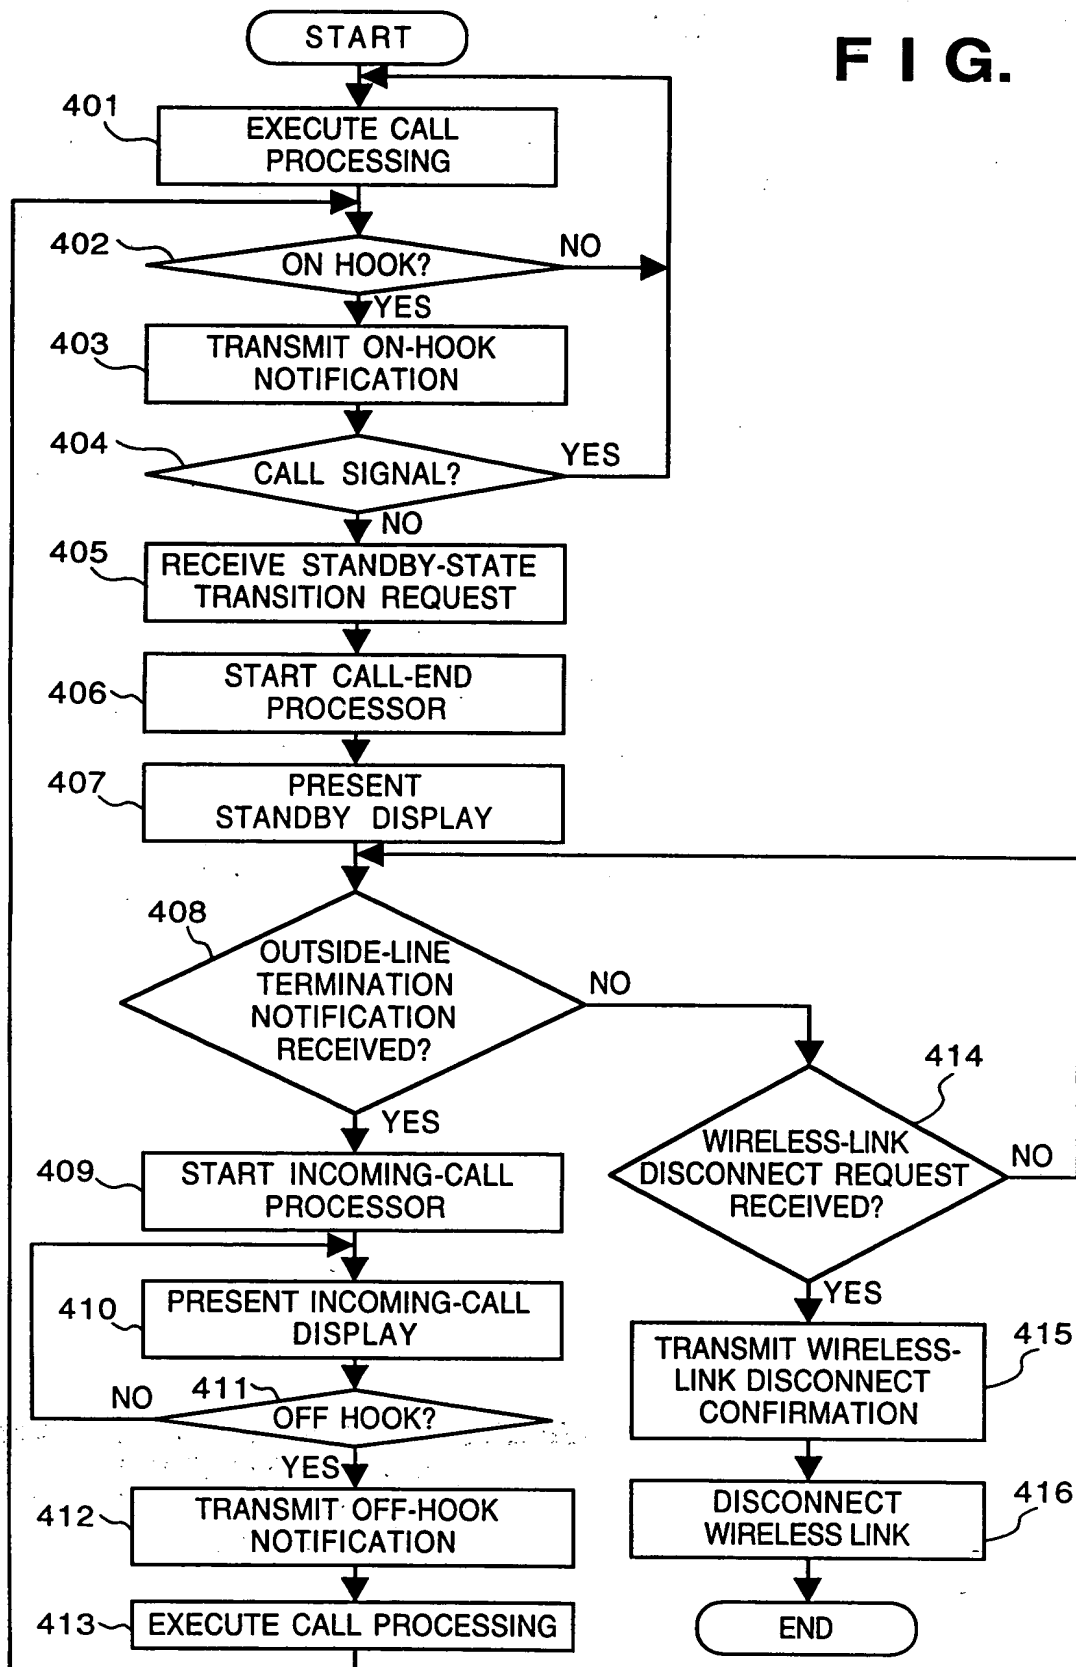 START
FIG.
401
EXECUTE CALL
PROCESSING
402
ON HOOK?
NO
YES
403
TRANSMIT ON-HOOK
NOTIFICATION
404
CALL SIGNAL?
YES
NO
405
RECEIVE STANDBY-STATE
TRANSITION REQUEST
406
START CALL-END
PROCESSOR
407
PRESENT
STANDBY DISPLAY
408
OUTSIDE-LINE
TERMINATION
NOTIFICATION
RECEIVED?
NO
YES
414
WIRELESS-LINK
DISCONNECT REQUEST
RECEIVED?
NO
YES
409
START INCOMING-CALL
PROCESSOR
410
PRESENT INCOMING-CALL
DISPLAY
411
OFF HOOK?
NO
YES
415
TRANSMIT WIRELESS-
LINK DISCONNECT
CONFIRMATION
412
TRANSMIT OFF-HOOK
NOTIFICATION
416
DISCONNECT
WIRELESS LINK
413
EXECUTE CALL PROCESSING
END